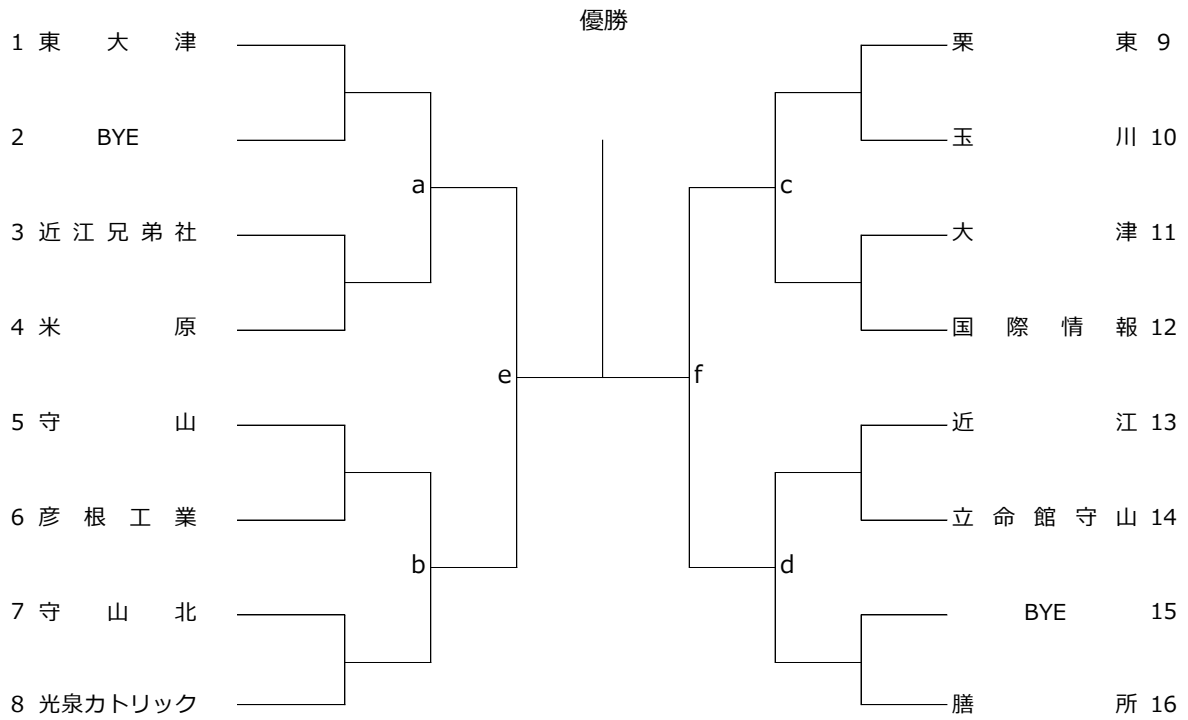 優勝
1 東大津
2 BYE
a
3 近江兄弟社
4 米原
e
5 守山
6 彦根工業
b
7 守山北
8 光泉カトリック
栗東 9
玉川 10
c
大津 11
国際情報 12
f
近江 13
立命館守山 14
d
BYE 15
膳所 16